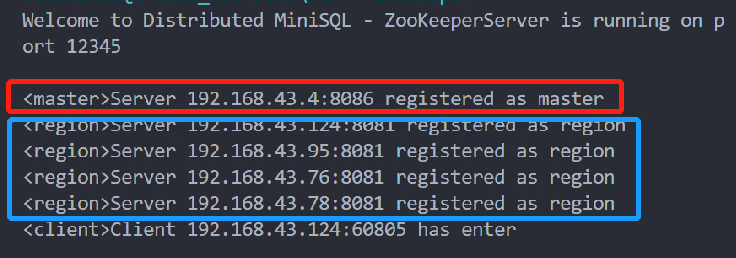 Welcome to Distributed MiniSQL - ZooKeeperServer is running on p
ort 12345
<master>Server 192.168.43.4:8086 registered as master
<region>Server 192.168.43.124:8081 registered as region
<region>Server 192.168.43.95:8081 registered as region
<region>Server 192.168.43.76:8081 registered as region
<region>Server 192.168.43.78:8081 registered as region
<client>Client 192.168.43.124:60805 has enter